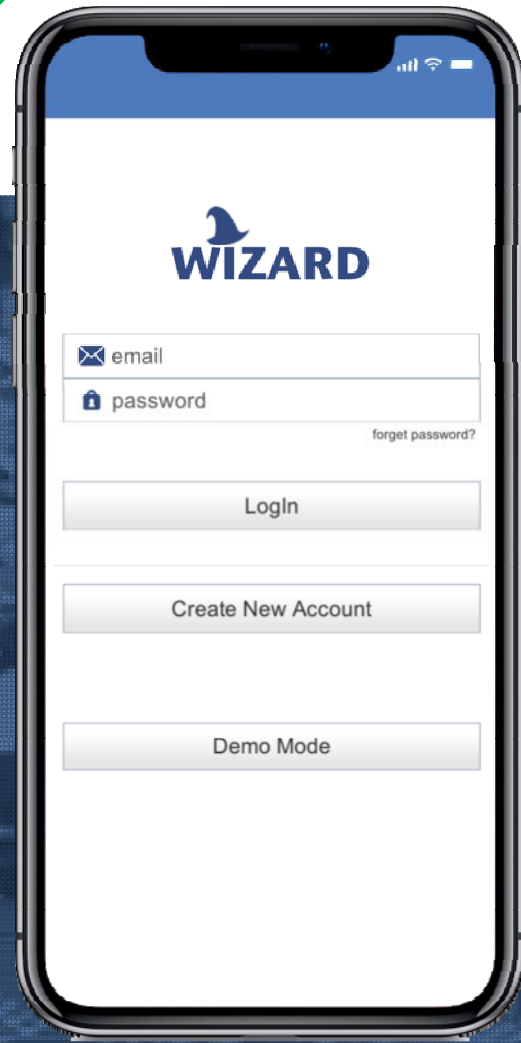 WIZARD
email
password
forget password?
LogIn
Create New Account
Demo Mode